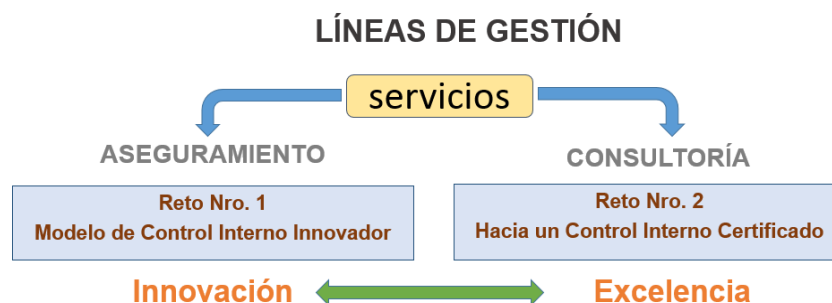 LÍNEAS DE GESTIÓN
servicios
ASEGURAMIENTO
CONSULTORÍA
Reto Nro. 1
Modelo de Control Interno Innovador
Reto Nro. 2
Hacia un Control Interno Certificado
Innovación
Excelencia